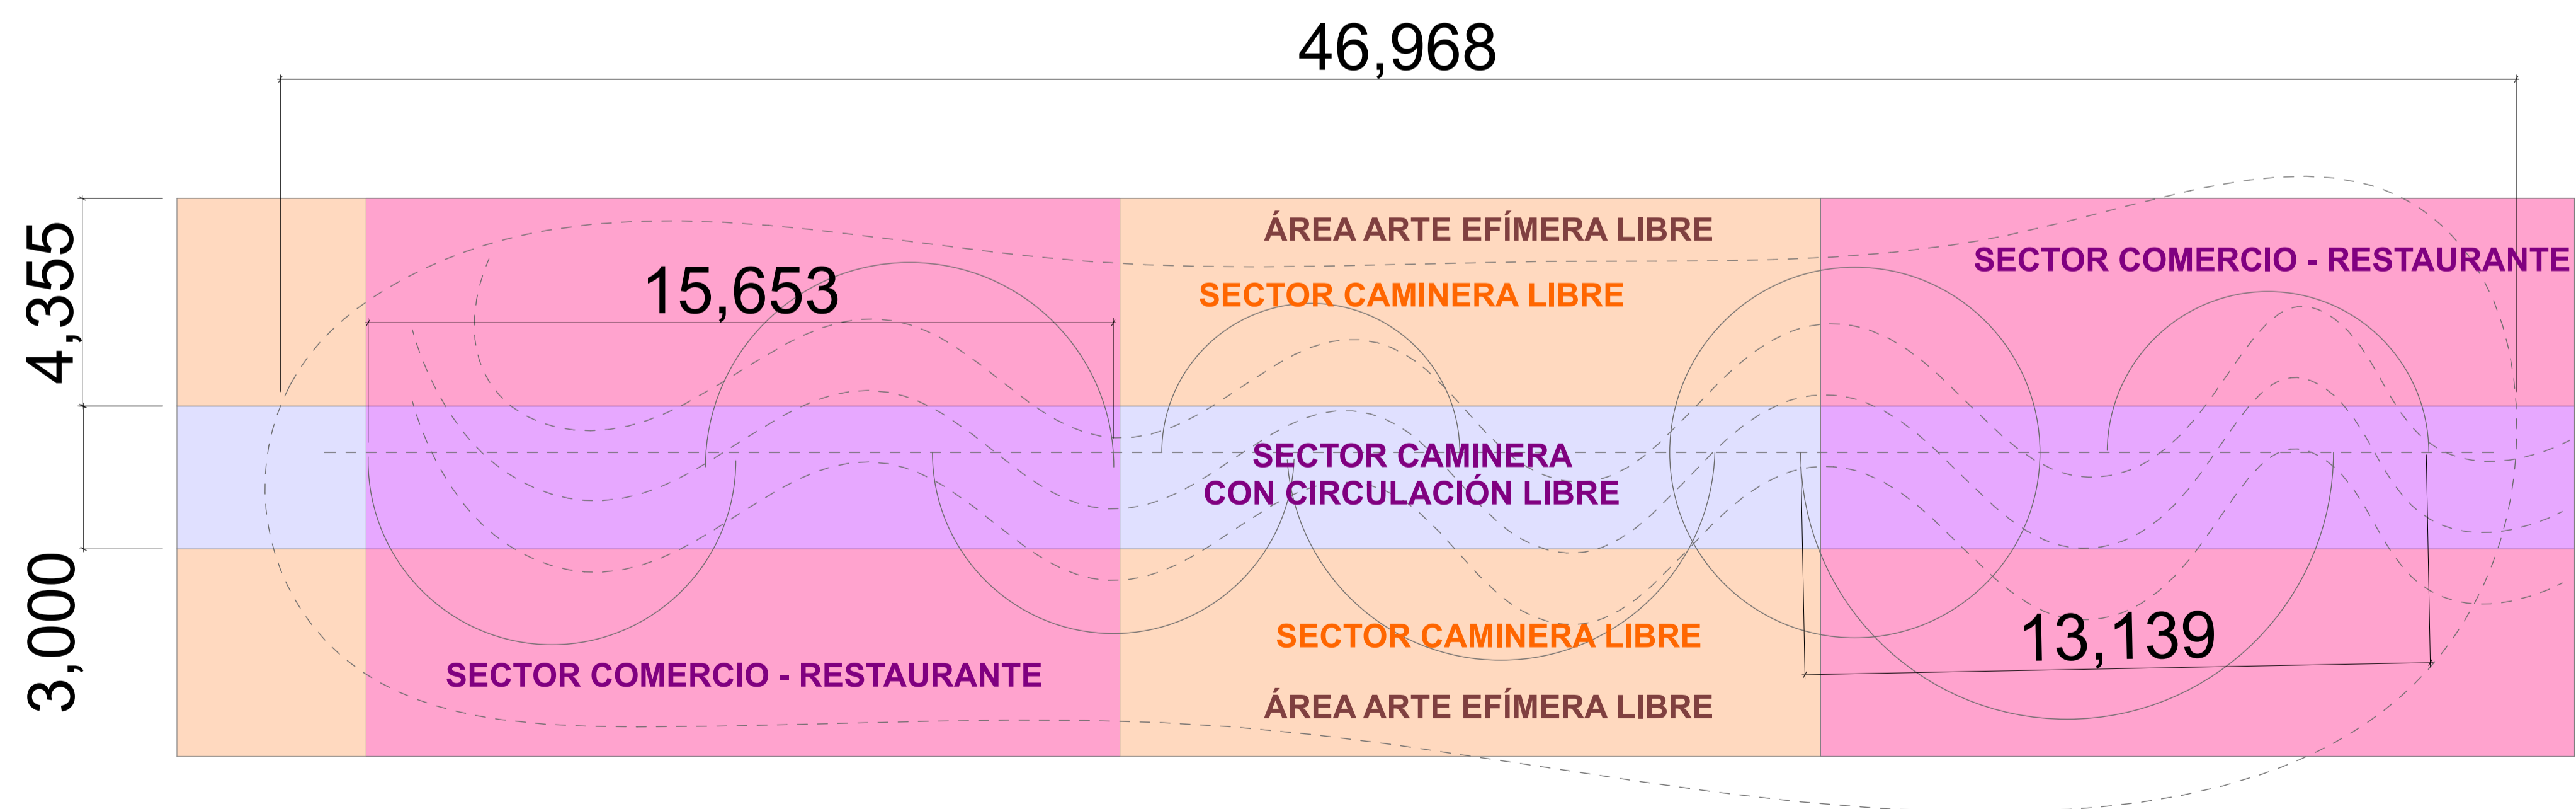 46,968
4,355
3,000
15,653
ÁREA ARTE EFÍMERA LIBRE
SECTOR CAMINERA LIBRE
SECTOR COMERCIO - RESTAURANTE
SECTOR CAMINERA
CON CIRCULACIÓN LIBRE
SECTOR CAMINERA LIBRE
13,139
SECTOR COMERCIO - RESTAURANTE
ÁREA ARTE EFÍMERA LIBRE